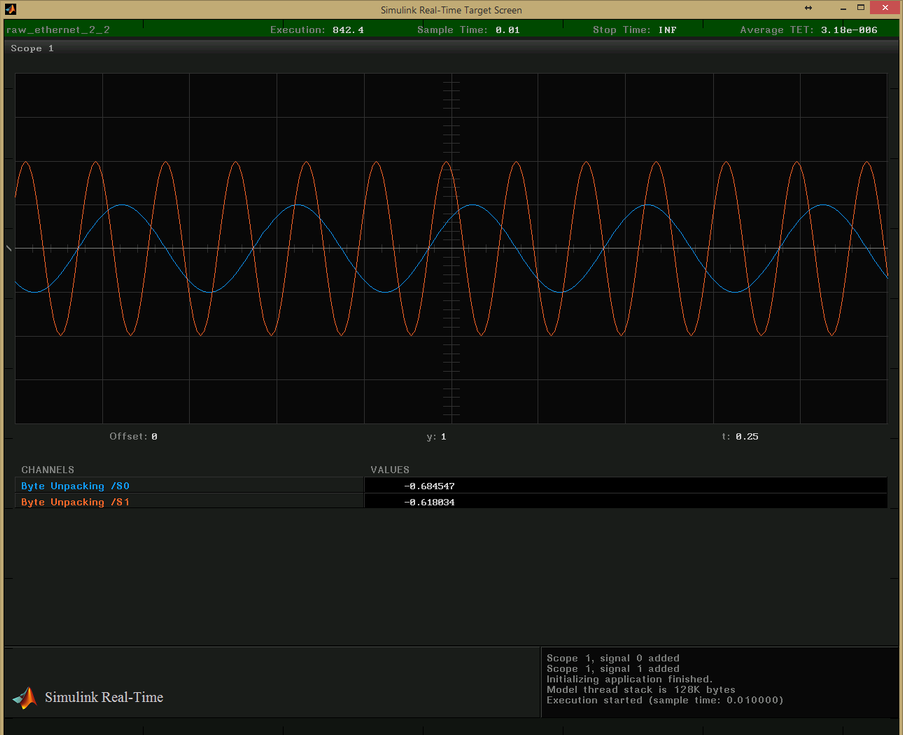 Simulink Real-Time Target Screen
raw_ethernet_2_2 Execution: 842.4 Sample Time: 0.01 Stop Time: INF Average TET: 3.18e-006
Scope 1
Offset: 0 y: 1 t: 0.25
CHANNELS VALUES
Byte Unpacking /S0 -0.684547
Byte Unpacking /S1 -0.618034
Scope 1, signal 0 added
Scope 1, signal 1 added
Initializing application finished.
Model thread stack is 128K bytes
Execution started (sample time: 0.010000)
Simulink Real-Time